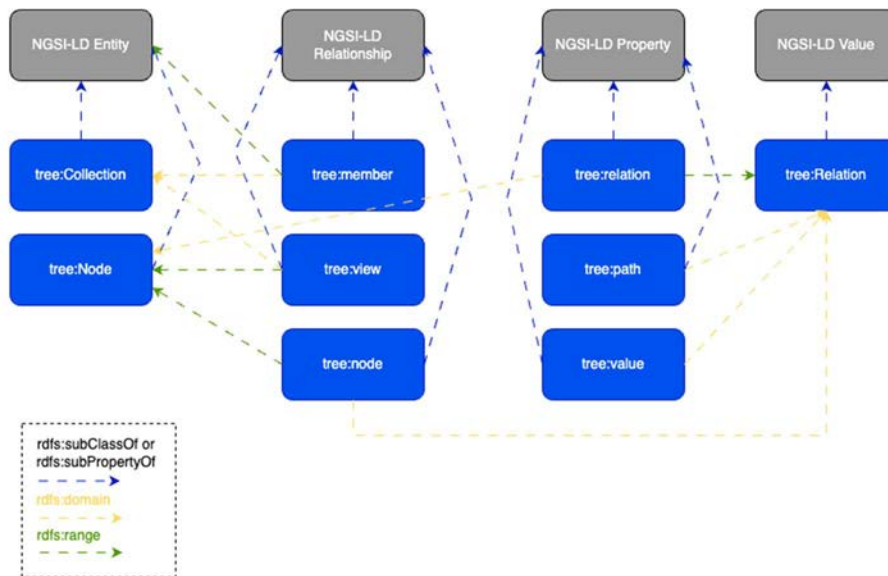 NGSI-LD Entity
NGSI-LD
Relationship
NGSI-LD Property
NGSI-LD Value
tree:Collection
tree:member
tree:relation
tree:Relation
tree:Node
tree:view
tree:path
tree:node
tree:value
rdfs:subClassOf or
rdfs:subPropertyOf
rdfs:domain
rdfs:range